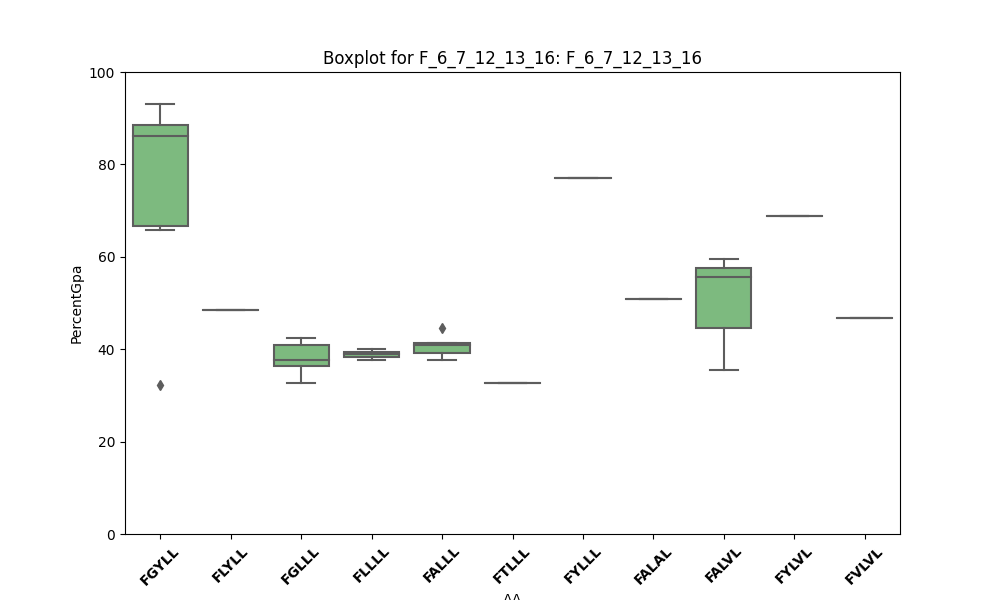 Boxplot for F_6_7_12_13_16: F_6_7_12_13_16
PercentGpa
100
80
60
40
20
0
FGYLL
FLYLL
FGLLL
FLLLL
FALLL
FTLLL
FYLLL
FALAL
FALVL
FYLVL
FVLVL
AA